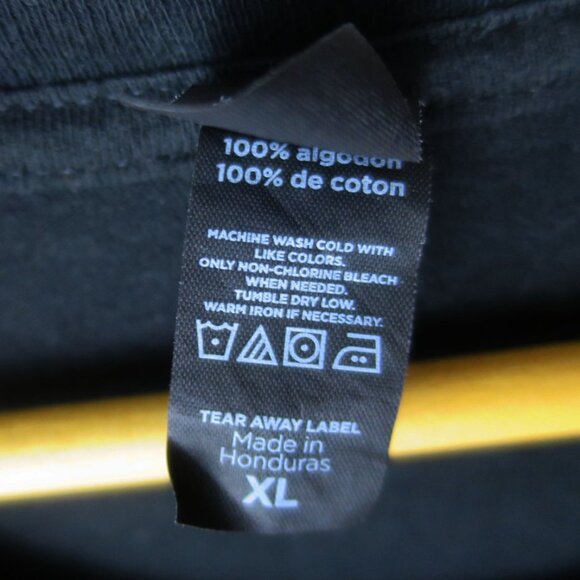 100% algodon
100% de coton
MACHINE WASH COLD WITH
LIKE COLORS.
ONLY NON-CHLORINE BLEACH
WHEN NEEDED.
TUMBLE DRY LOW.
WARM IRON IF NECESSARY.
TEAR AWAY LABEL
Made in
Honduras
XL